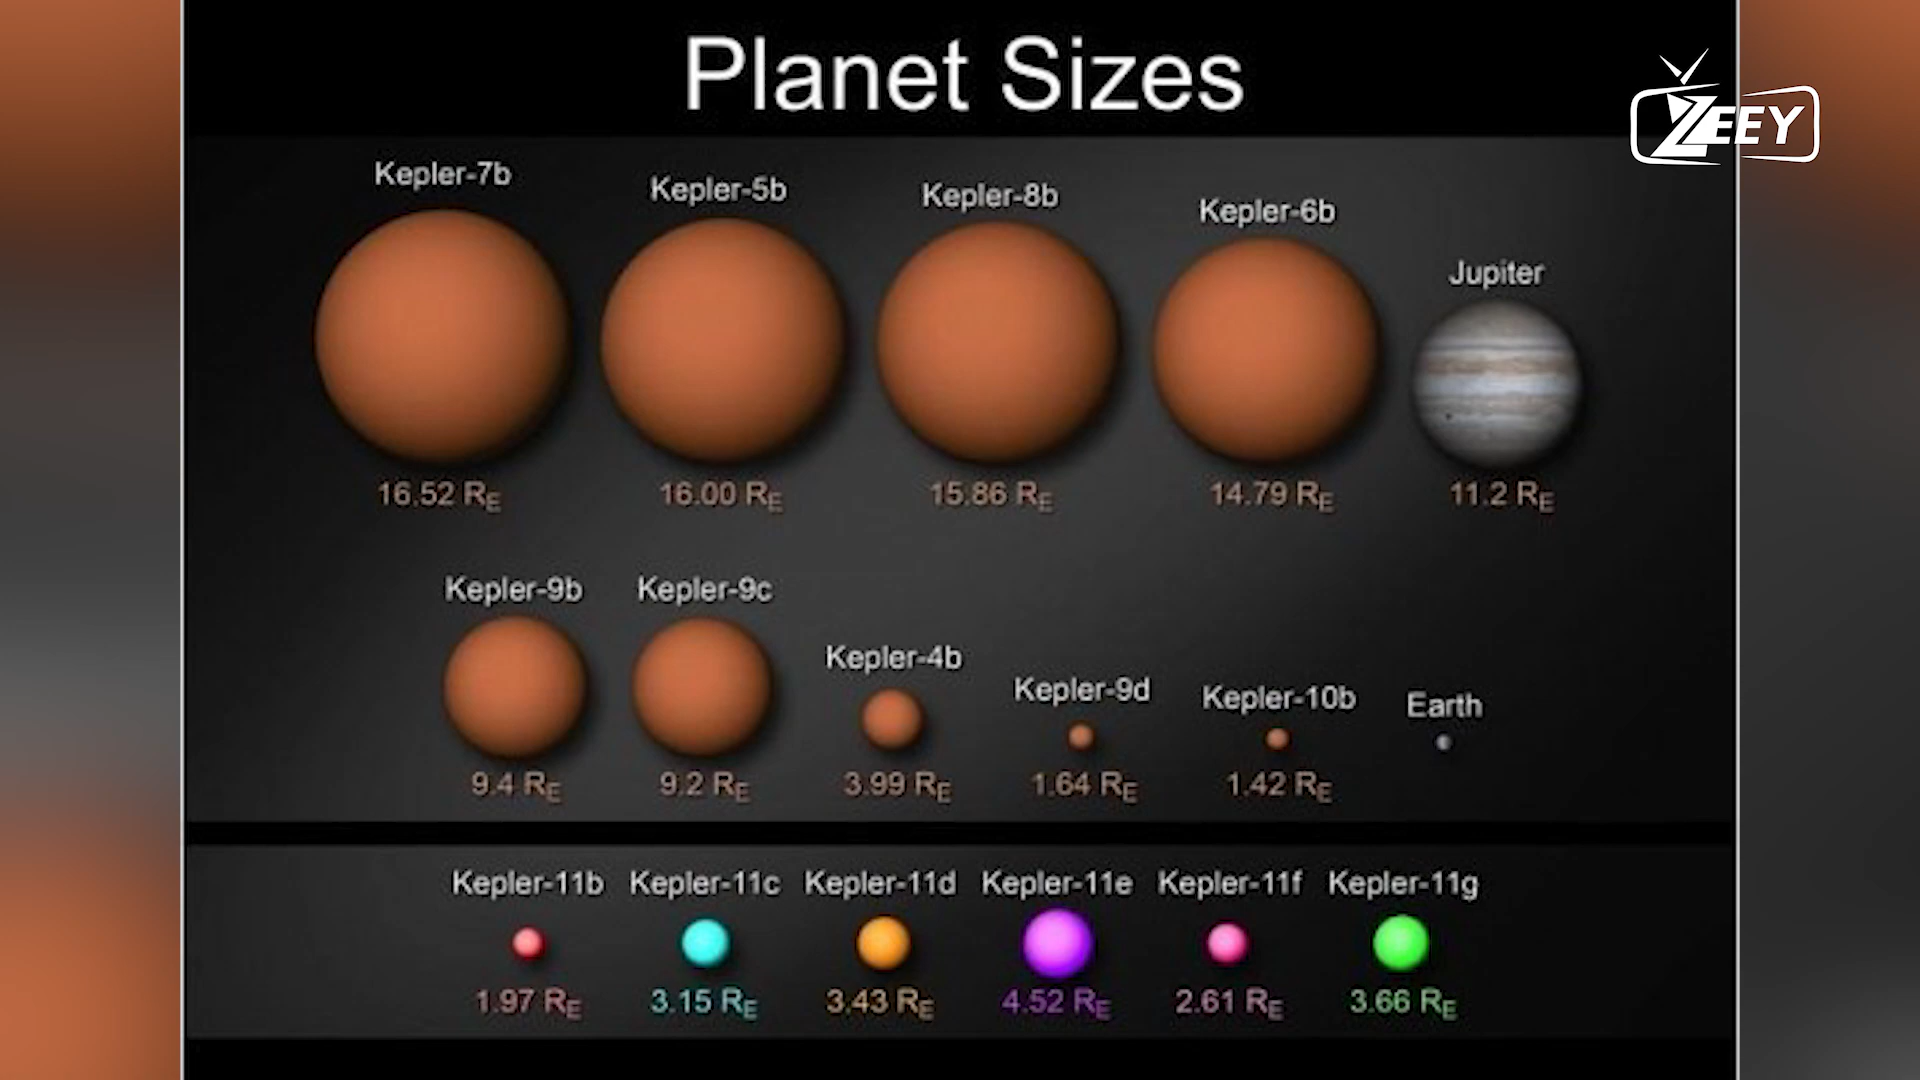 Planet Sizes
ZEEY
Kepler-7b
Kepler-5b
Kepler-8b
Kepler-6b
Jupiter
16.52 RE
16.00 RE
15.86 RE
14.79 RE
11.2 RE
Kepler-9b
Kepler-9c
Kepler-4b
Kepler-9d
Kepler-10b
Earth
9.4 RE
9.2 RE
3.99 RE
1.64 RE
1.42 RE
Kepler-11b
Kepler-11c
Kepler-11d
Kepler-11e
Kepler-11f
Kepler-11g
1.97 RE
3.15 RE
3.43 RE
4.52 RE
2.61 RE
3.66 RE